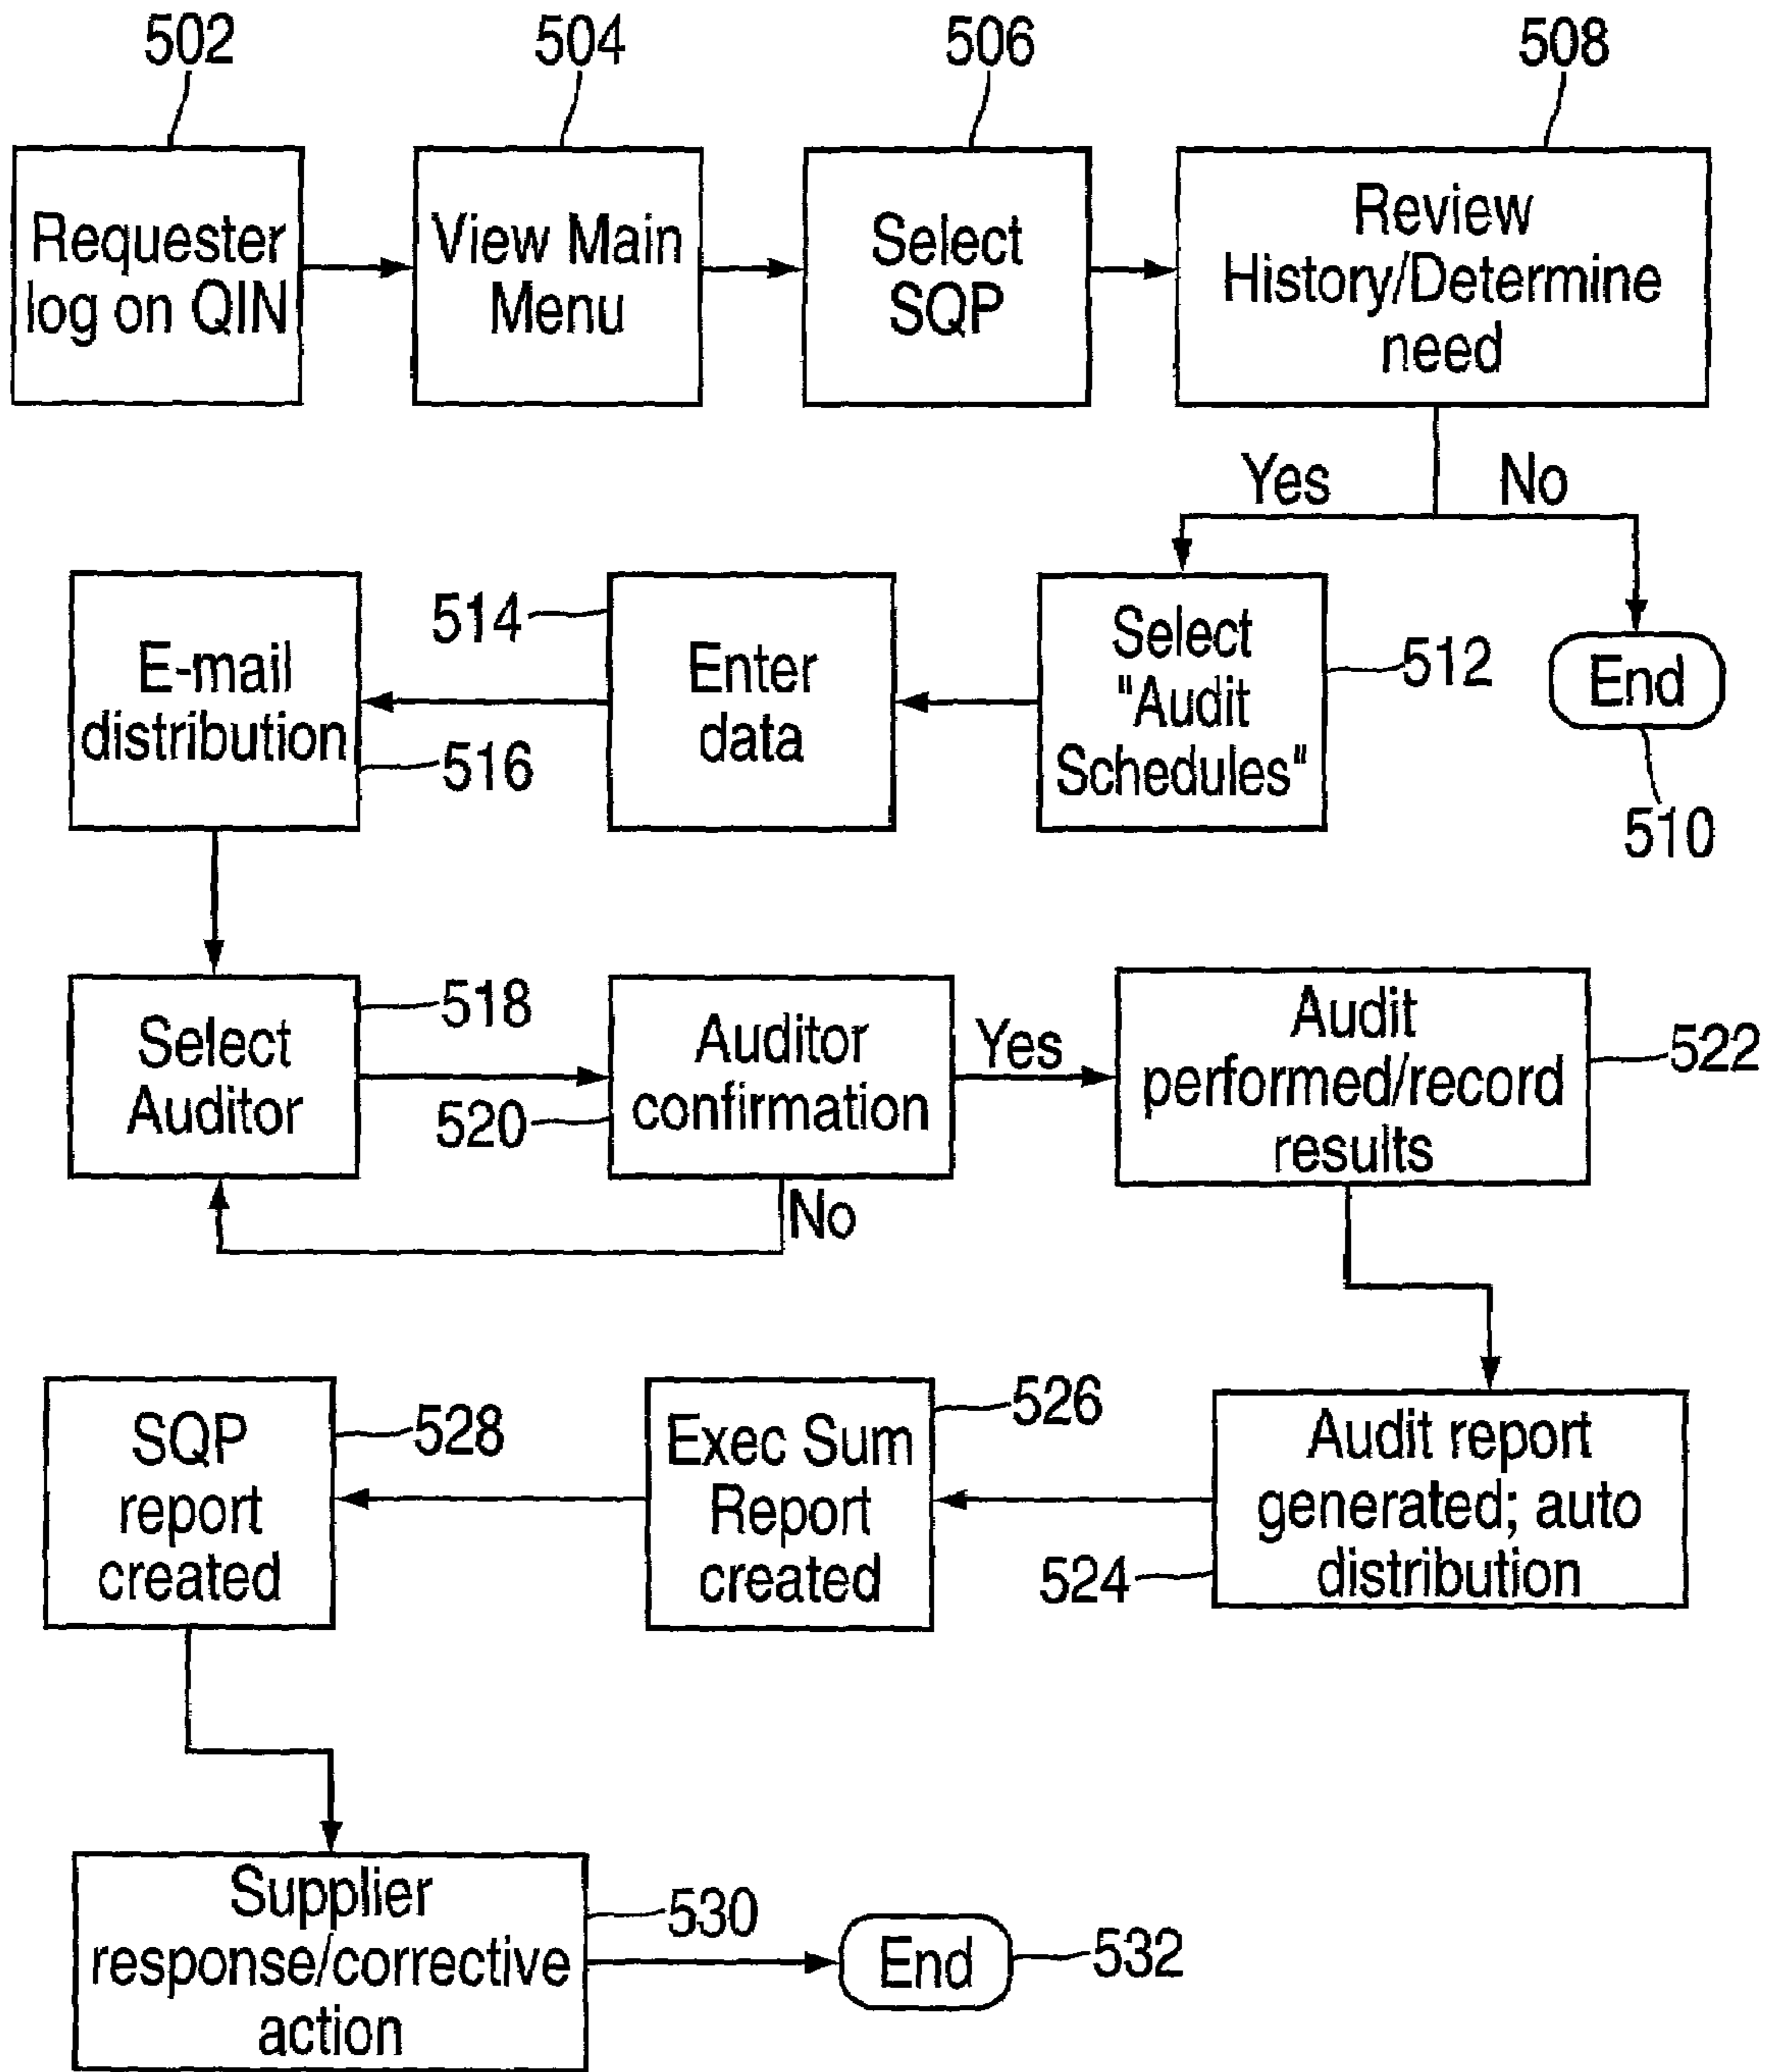 502
504
506
508
Requester
log on QIN
View Main
Menu
Select
SQP
Review
History/Determine
need
Yes
No
E-mail
distribution
516
514
Enter
data
Select
"Audit
Schedules"
512
End
510
Select
Auditor
518
520
Auditor
confirmation
Yes
No
Audit
performed/record
results
522
SQP
report
created
528
Exec Sum
Report
created
526
524
Audit report
generated; auto
distribution
Supplier
response/corrective
action
530
End
532